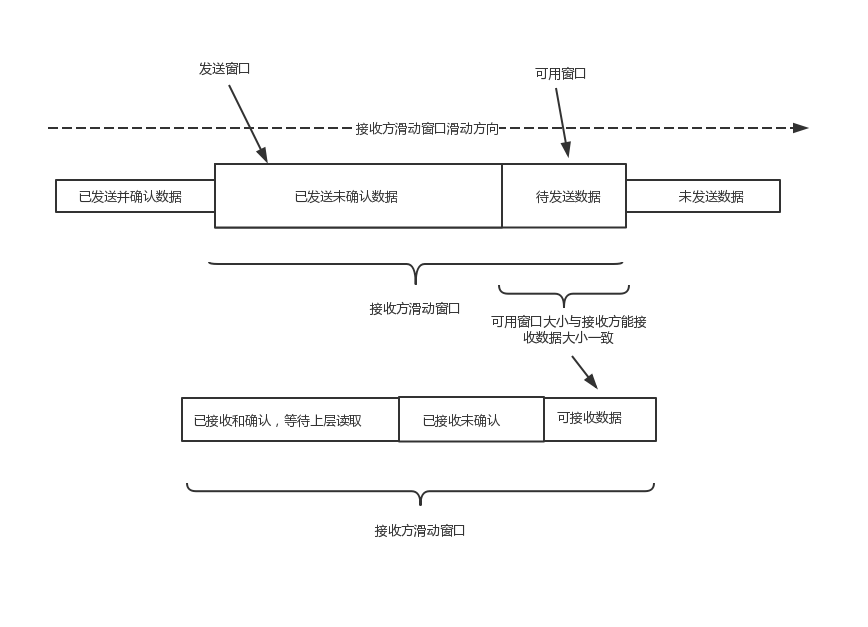 发送窗口
可用窗口
接收方滑动窗口滑动方向
已发送并确认数据
已发送未确认数据
待发送数据
未发送数据
接收方滑动窗口
可用窗口大小与接收方能接
收数据大小一致
已接收和确认，等待上层读取
已接收未确认
可接收数据
接收方滑动窗口